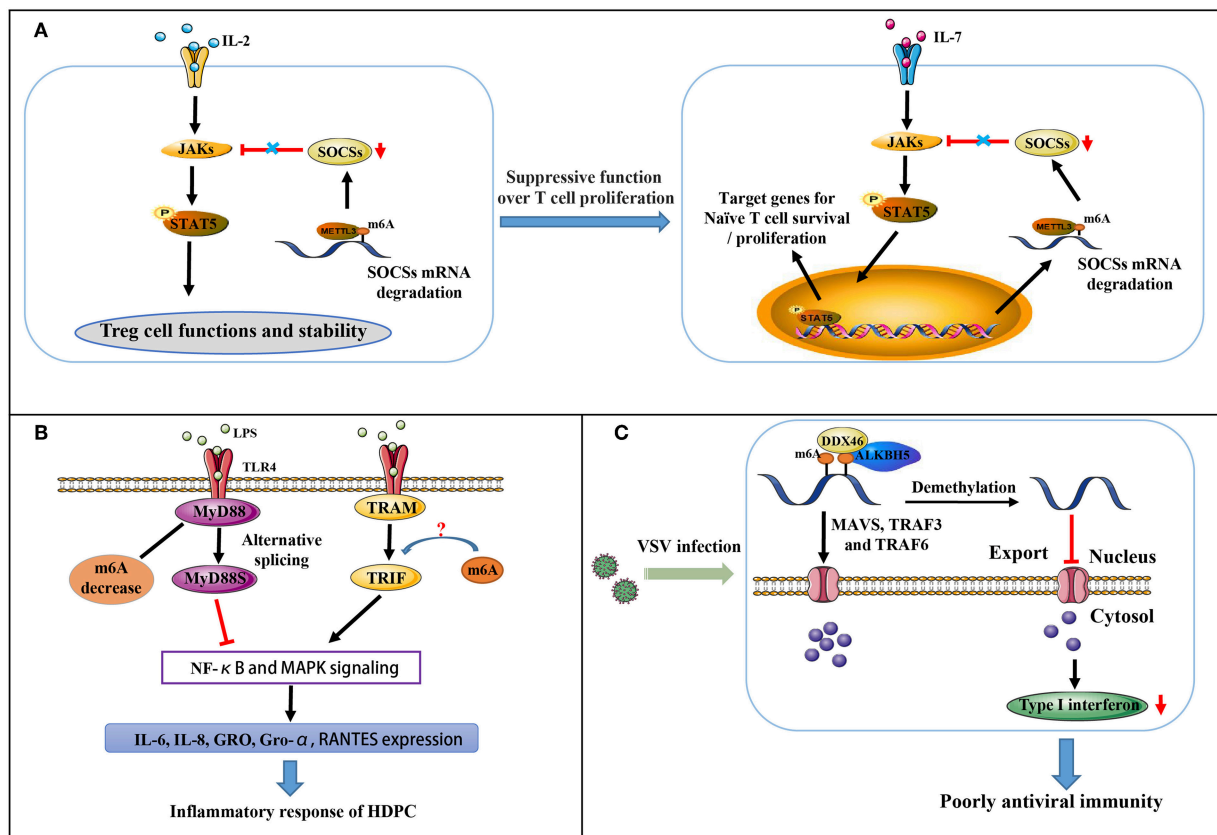 A
IL-2
JAKs
SOCSs
P
STAT5
METTL3
m6A
SOCSs mRNA
degradation
Treg cell functions and stability
Suppressive function
over T cell proliferation
IL-7
JAKs
SOCSs
Target genes for
Naïve T cell survival
/ proliferation
P
STAT5
METTL3
m6A
SOCSs mRNA
degradation
P
STAT5
B
LPS
TLR4
MyD88
TRAM
Alternative
splicing
?
m6A
decrease
MyD88S
TRIF
m6A
NF-κ B and MAPK signaling
IL-6, IL-8, GRO, Gro-α, RANTES expression
Inflammatory response of HDPC
C
DDX46
m6A
ALKBH5
Demethylation
MAVS, TRAF3
and TRAF6
VSV infection
Export
Nucleus
Cytosol
Type I interferon
Poorly antiviral immunity